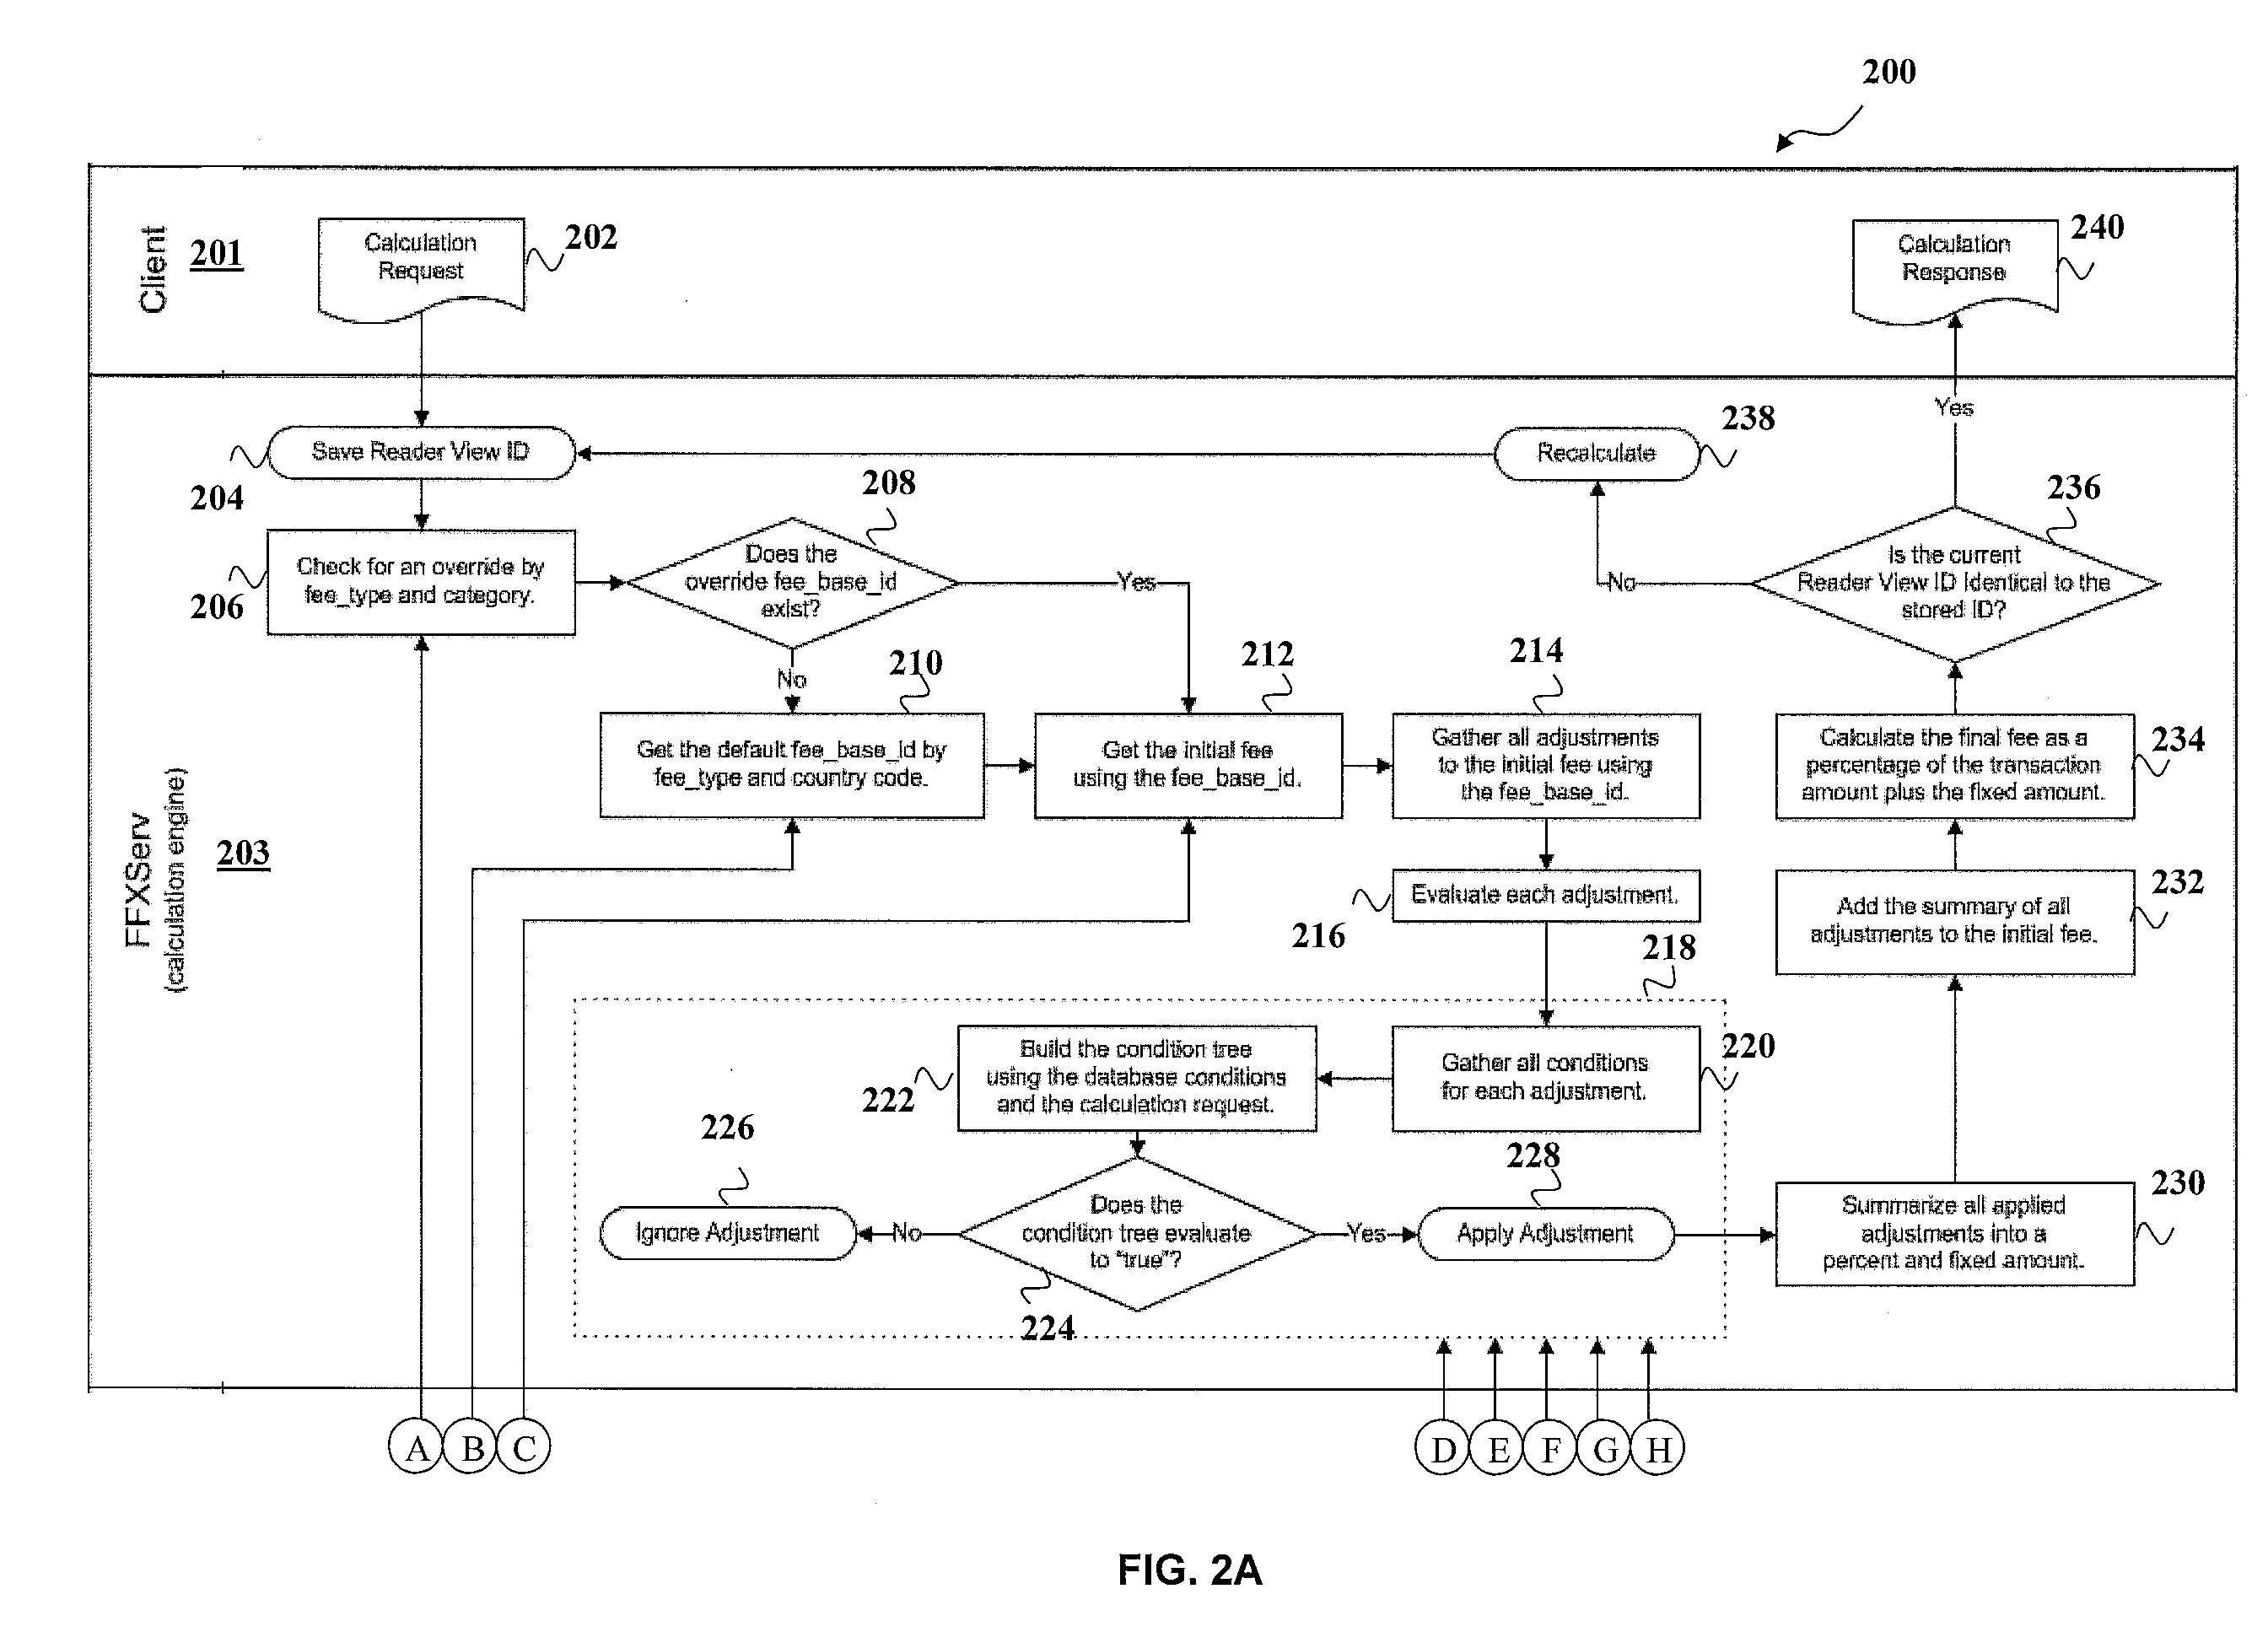 200
Client
201
Calculation
Request
202
Calculation
Response
240
Yes
Save Reader View ID
204
Recalculate
238
208
236
Check for an override by
fee_type and category.
206
Does the
override fee_base_id
exist?
Yes
No
Is the current
Reader View ID Identical to the
stored ID?
No
210
Get the default fee_base_id by
fee_type and country code.
212
Get the initial fee
using the fee_base_id.
214
Gather all adjustments
to the initial fee using
the fee_base_id.
Calculate the final fee as a
percentage of the transaction
amount plus the fixed amount.
234
FFXServ
(calculation engine)
203
Evaluate each adjustment.
216
Add the summary of all
adjustments to the initial fee.
232
218
Build the condition tree
using the database conditions
and the calculation request.
222
Gather all conditions
for each adjustment.
220
226
Ignore Adjustment
No
Does the
condition tree evaluate
to "true"?
224
Yes
228
Apply Adjustment
Summarize all applied
adjustments into a
percent and fixed amount.
230
A B C
D E F G H
FIG. 2A